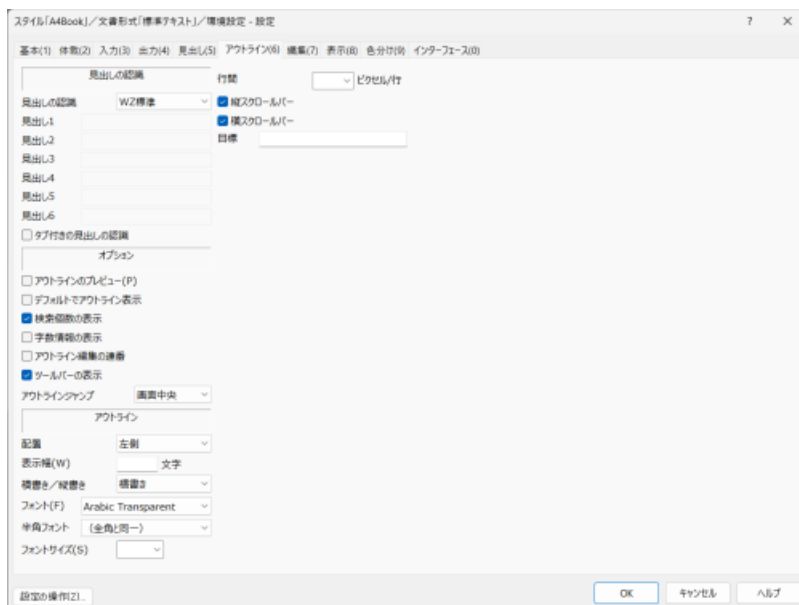 スタイル「A4Book」／文書形式「標準テキスト」／環境設定 - 設定
基本(1) 体裁(2) 入力(3) 出力(4) 見出し(5) アウトライン(6) 編集(7) 表示(8) 色分け(9) インターフェース(0)
見出しの認識
見出しの認識 WZ標準
見出し1
見出し2
見出し3
見出し4
見出し5
見出し6
タブ付きの見出しの認識
オプション
アウトラインのプレビュー(P)
デフォルトでアウトライン表示
検索個数の表示
字数情報の表示
アウトライン編集の連番
ツールバーの表示
アウトラインジャンプ 画面中央
アウトライン
配置 左側
表示幅(W) 文字
横書き／縦書き 横書き
フォント(F) Arabic Transparent
半角フォント (全角と同一)
フォントサイズ(S)
行間 ピクセル/行
縦スクロールバー
横スクロールバー
目標
設定の操作(Z)...
OK キャンセル ヘルプ